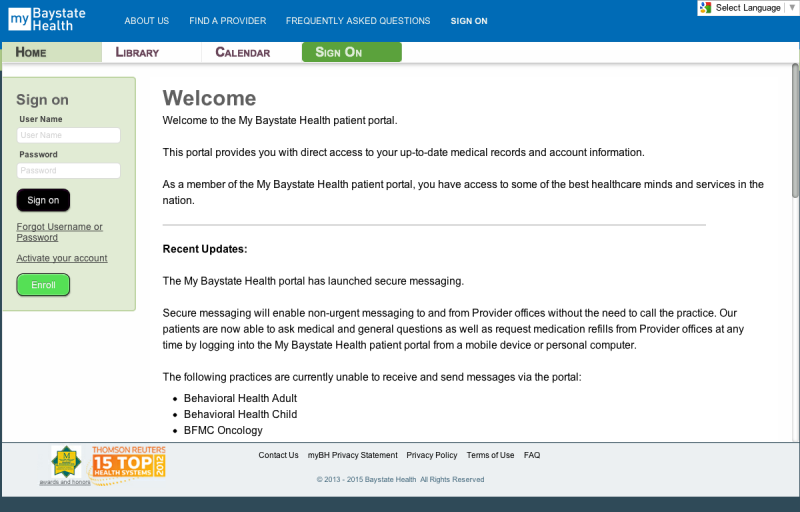 my Baystate Health
ABOUT US FIND A PROVIDER FREQUENTLY ASKED QUESTIONS SIGN ON
Select Language ▼
HOME LIBRARY CALENDAR SIGN ON
Sign on
User Name
User Name
Password
Password
Sign on
Forgot Username or
Password
Activate your account
Enroll
Welcome
Welcome to the My Baystate Health patient portal.
This portal provides you with direct access to your up-to-date medical records and account information.
As a member of the My Baystate Health patient portal, you have access to some of the best healthcare minds and services in the
nation.
Recent Updates:
The My Baystate Health portal has launched secure messaging.
Secure messaging will enable non-urgent messaging to and from Provider offices without the need to call the practice. Our
patients are now able to ask medical and general questions as well as request medication refills from Provider offices at any
time by logging into the My Baystate Health patient portal from a mobile device or personal computer.
The following practices are currently unable to receive and send messages via the portal:
• Behavioral Health Adult
• Behavioral Health Child
• BFMC Oncology
THOMSON REUTERS
15 TOP
HEALTH SYSTEMS
2012
awards and honors
Contact Us myBH Privacy Statement Privacy Policy Terms of Use FAQ
© 2013 - 2015 Baystate Health All Rights Reserved